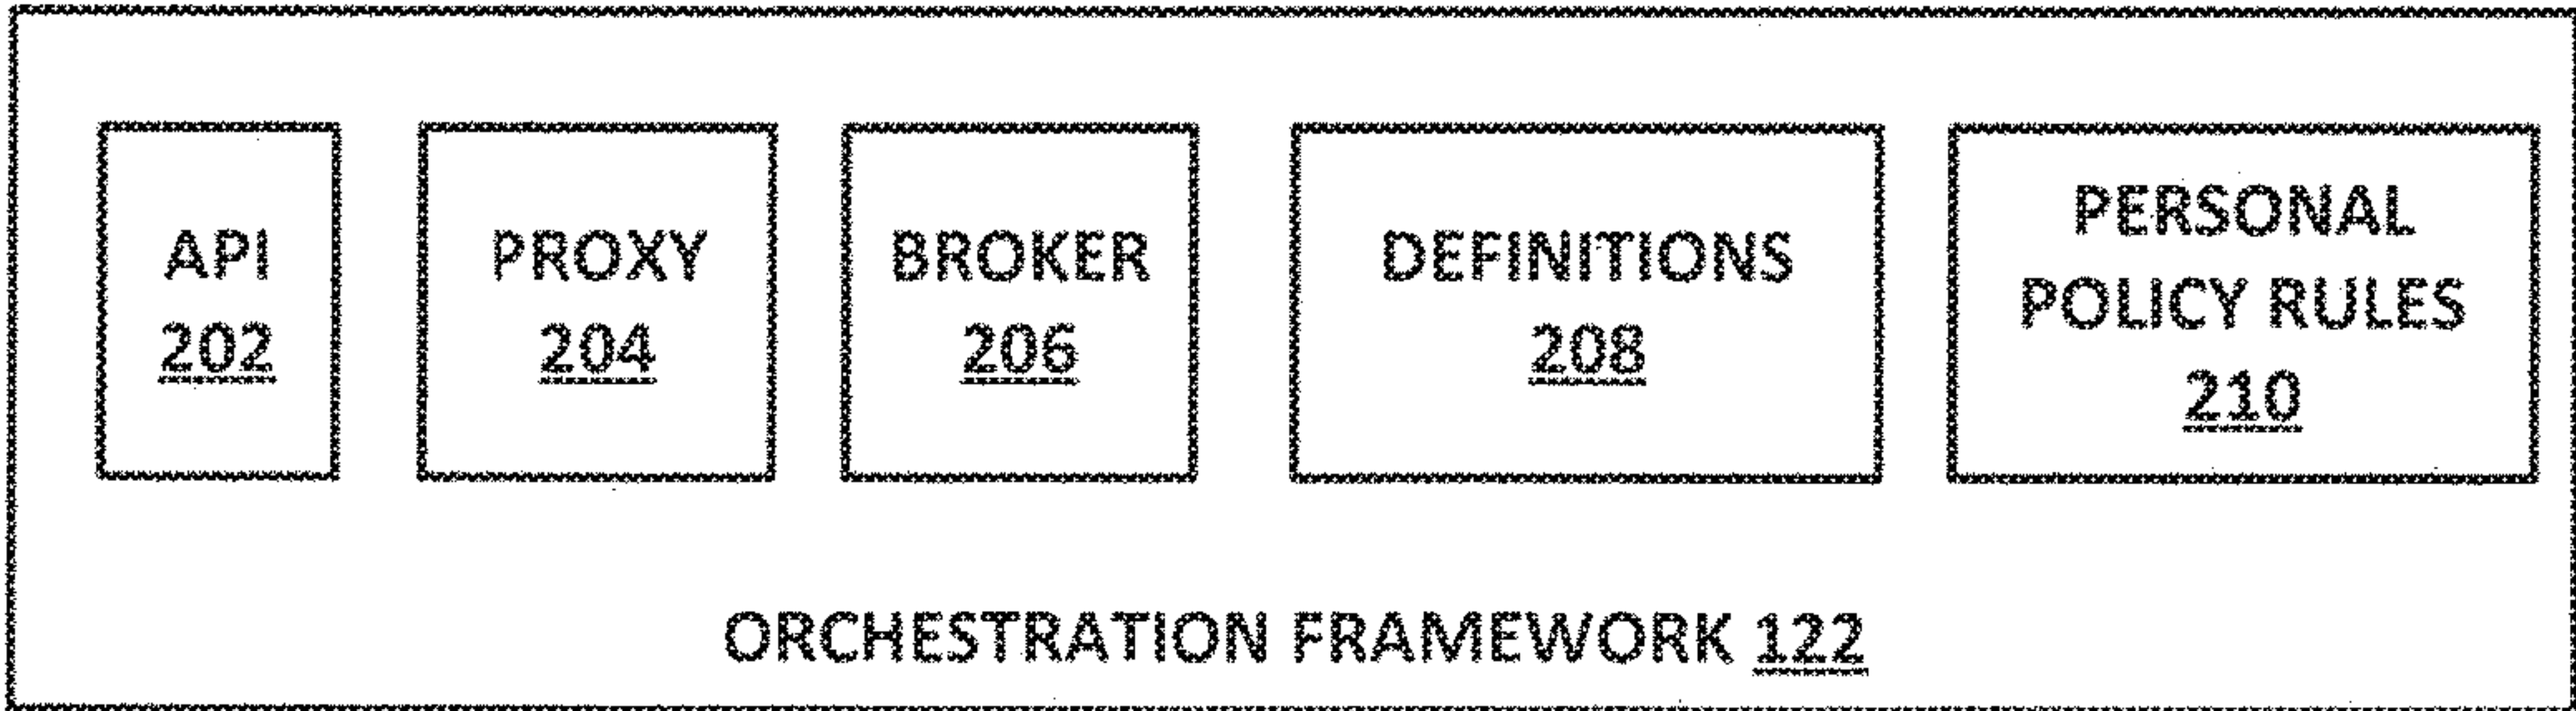 API
202
PROXY
204
BROKER
206
DEFINITIONS
208
PERSONAL
POLICY RULES
210
ORCHESTRATION FRAMEWORK 122